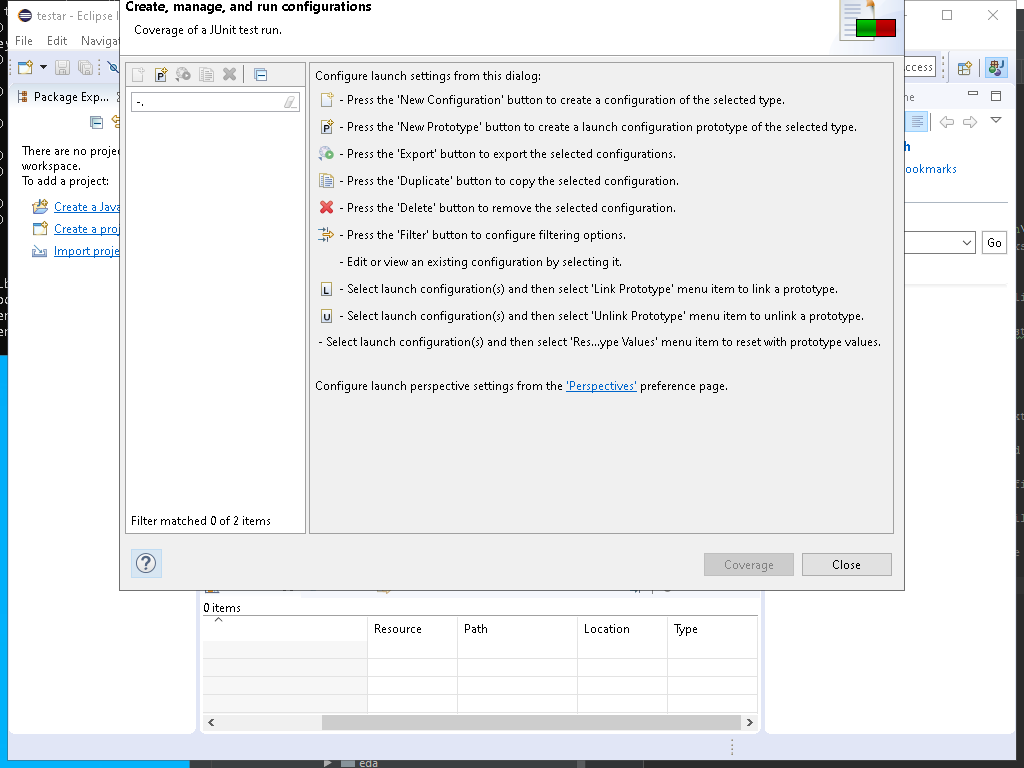 Create, manage, and run configurations
testar - Eclipse I
Coverage of a JUnit test run.
File Edit Naviga
Package Exp...
There are no proje
workspace.
To add a project:
Create a Java
Create a proj
Import proje
-.
Filter matched 0 of 2 items
Configure launch settings from this dialog:
- Press the 'New Configuration' button to create a configuration of the selected type.
P - Press the 'New Prototype' button to create a launch configuration prototype of the selected type.
- Press the 'Export' button to export the selected configurations.
- Press the 'Duplicate' button to copy the selected configuration.
- Press the 'Delete' button to remove the selected configuration.
- Press the 'Filter' button to configure filtering options.
- Edit or view an existing configuration by selecting it.
L - Select launch configuration(s) and then select 'Link Prototype' menu item to link a prototype.
U - Select launch configuration(s) and then select 'Unlink Prototype' menu item to unlink a prototype.
- Select launch configuration(s) and then select 'Res...ype Values' menu item to reset with prototype values.
Configure launch perspective settings from the 'Perspectives' preference page.
Coverage Close
ccess
ne
h
ookmarks
Go
0 items
Resource Path Location Type
eda